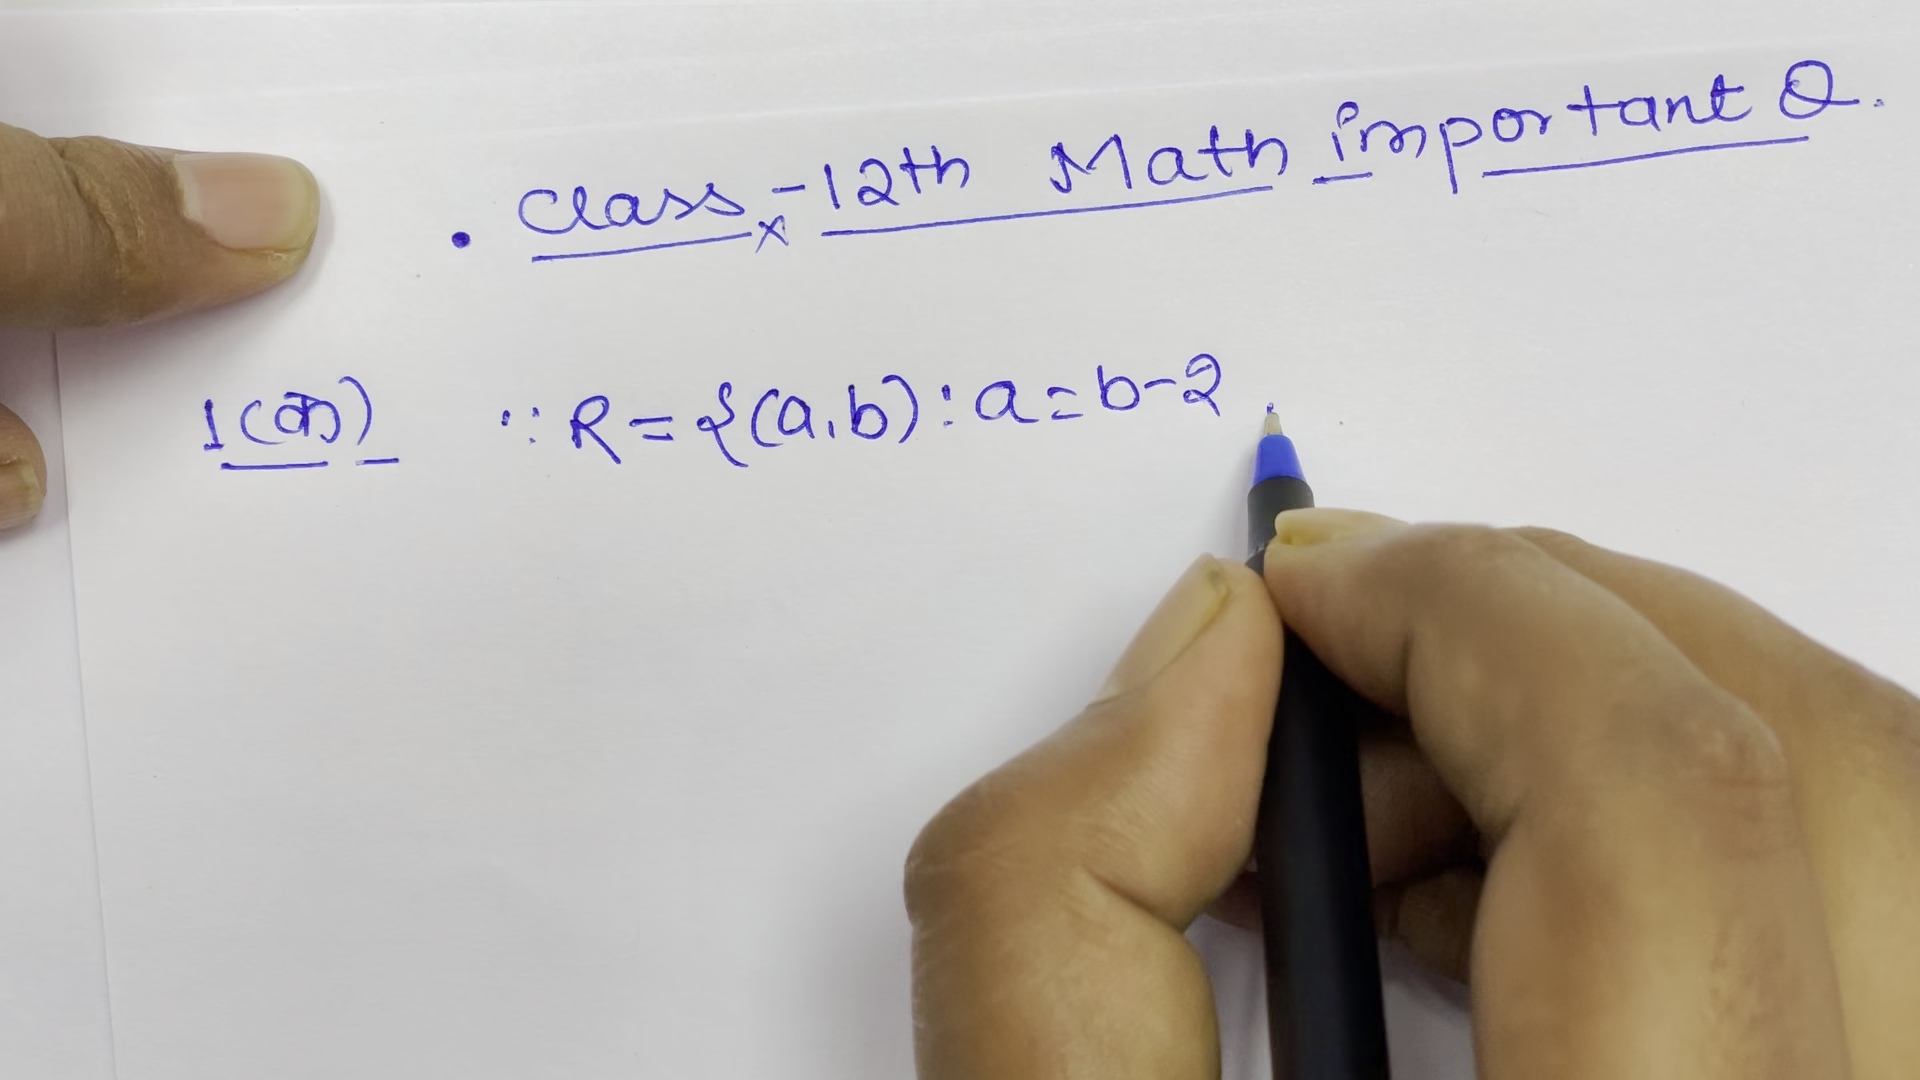 . Class - 12th Math important Q.
1(a) ∵ R = {(a,b) : a = b-2